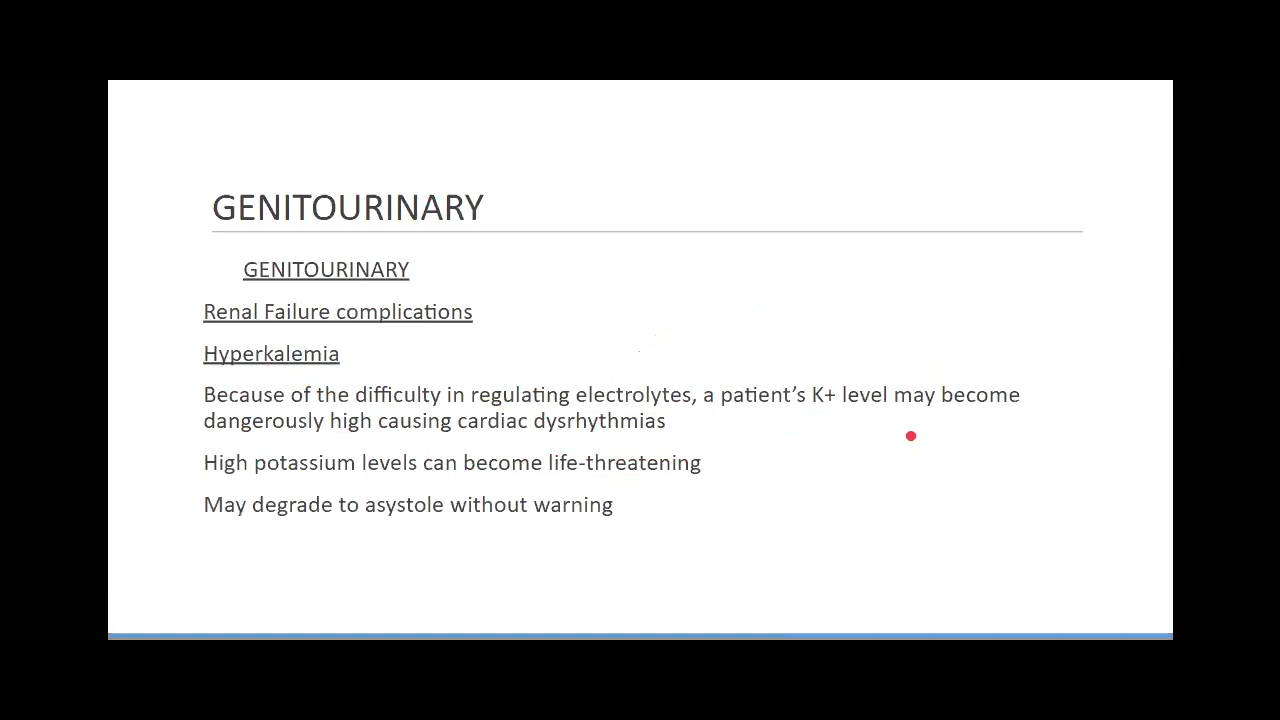 GENITOURINARY
GENITOURINARY
Renal Failure complications
Hyperkalemia
Because of the difficulty in regulating electrolytes, a patient’s K+ level may become
dangerously high causing cardiac dysrhythmias
High potassium levels can become life-threatening
May degrade to asystole without warning